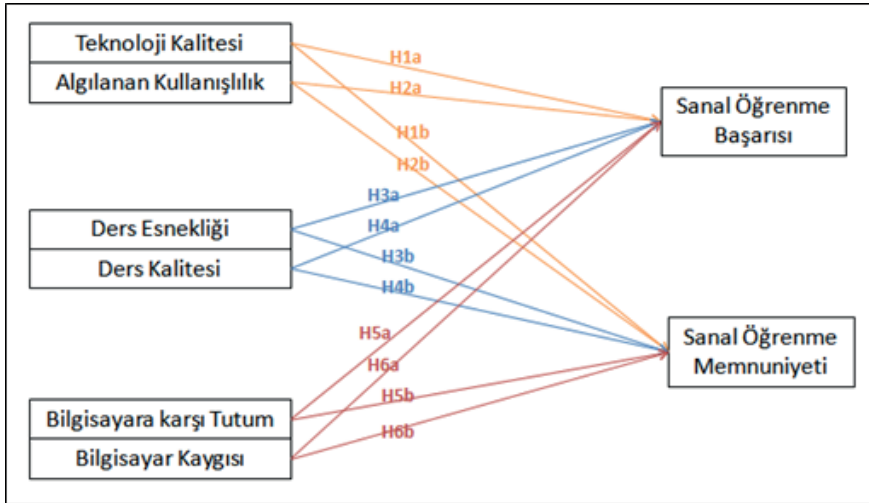 Teknoloji Kalitesi
Algılanan Kullanışlılık
H1a
H2a
Sanal Öğrenme
Başarısı
H1b
H2b
H3a
Ders Esnekliği
H4a
Ders Kalitesi
H3b
H4b
H5a
Sanal Öğrenme
Memnuniyeti
H6a
H5b
Bilgisayara karşı Tutum
H6b
Bilgisayar Kaygısı